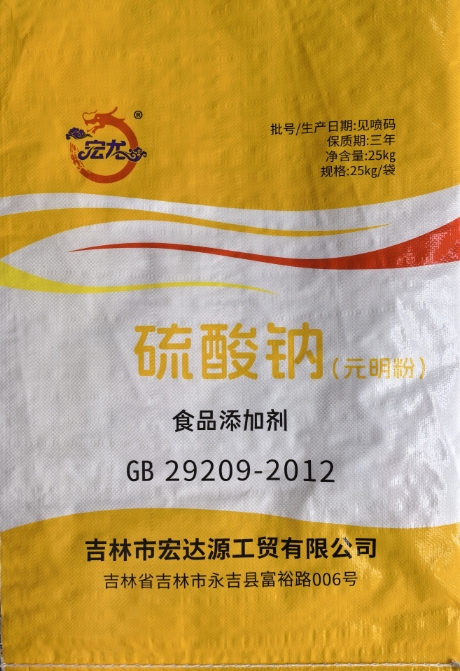 宏龙®
批号/生产日期:见喷码
保质期:三年
净含量:25kg
规格:25kg/袋
硫酸钠(元明粉)
食品添加剂
GB 29209-2012
吉林市宏达源工贸有限公司
吉林省吉林市永吉县富裕路006号